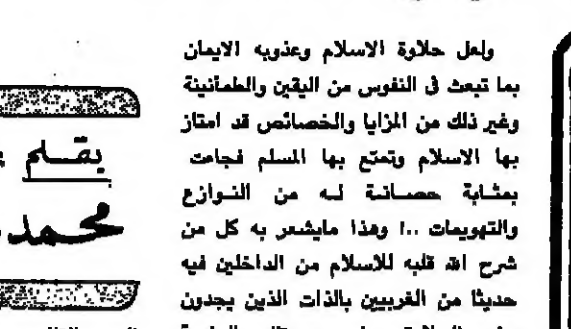 ولعل حلاوة الاسلام وعذوبه الايمان
بما تبعث في النفوس من اليقين والطمأنينة
وغير ذلك من المزايا والخصائص قد امتاز
بها الاسلام وتمتع بها المسلم فجاءت
بمثابة حصانة له من النوازع
والتهويمات ..! وهذا مايشعر به كل من
شرح الله قلبه للاسلام من الداخلين فيه
حديثا من الغربيين بالذات الذين يجدون
بقلم
محمد